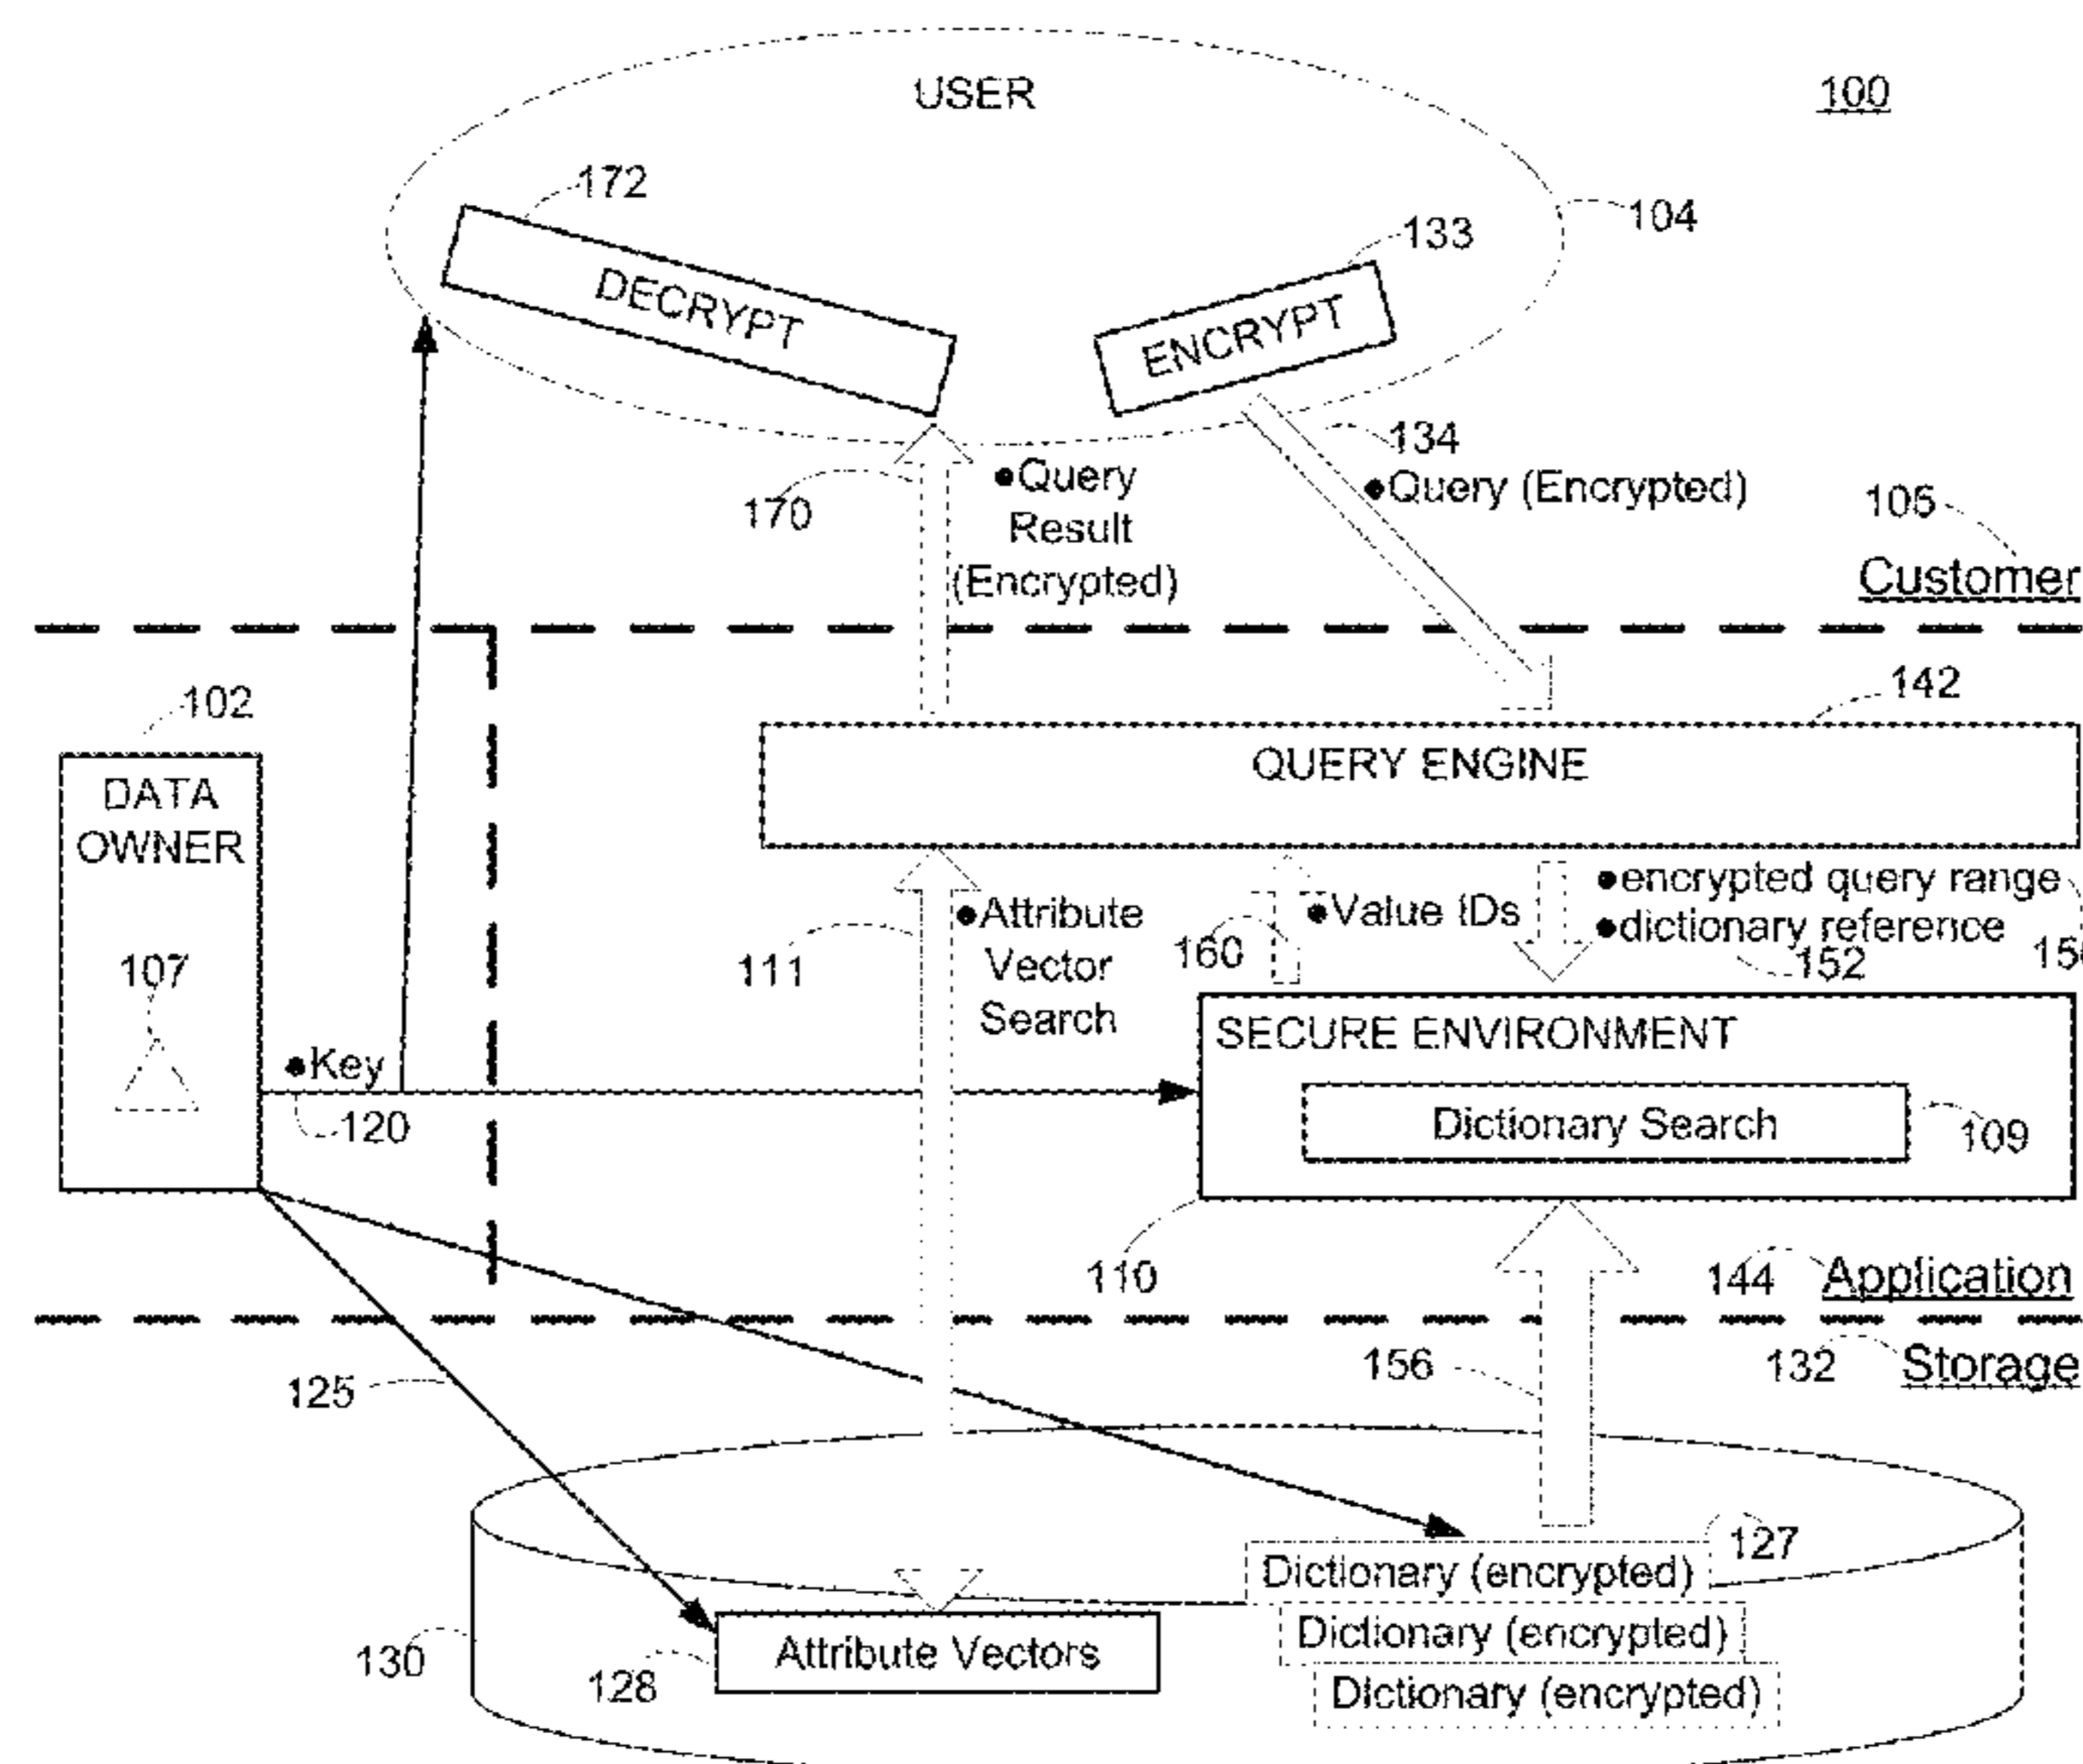 USER
100
172
104
133
DECRYPT
ENCRYPT
134
●Query
Result
(Encrypted)
170
●Query (Encrypted)
105
Customer
102
142
DATA
OWNER
QUERY ENGINE
●encrypted query range
●dictionary reference
●Attribute
Vector
Search
●Value IDs
107
111
160
152
SECURE ENVIRONMENT
●Key
120
Dictionary Search
109
110
144
Application
125
156
132
Storage
127
Dictionary (encrypted)
Dictionary (encrypted)
Dictionary (encrypted)
Attribute Vectors
130
128